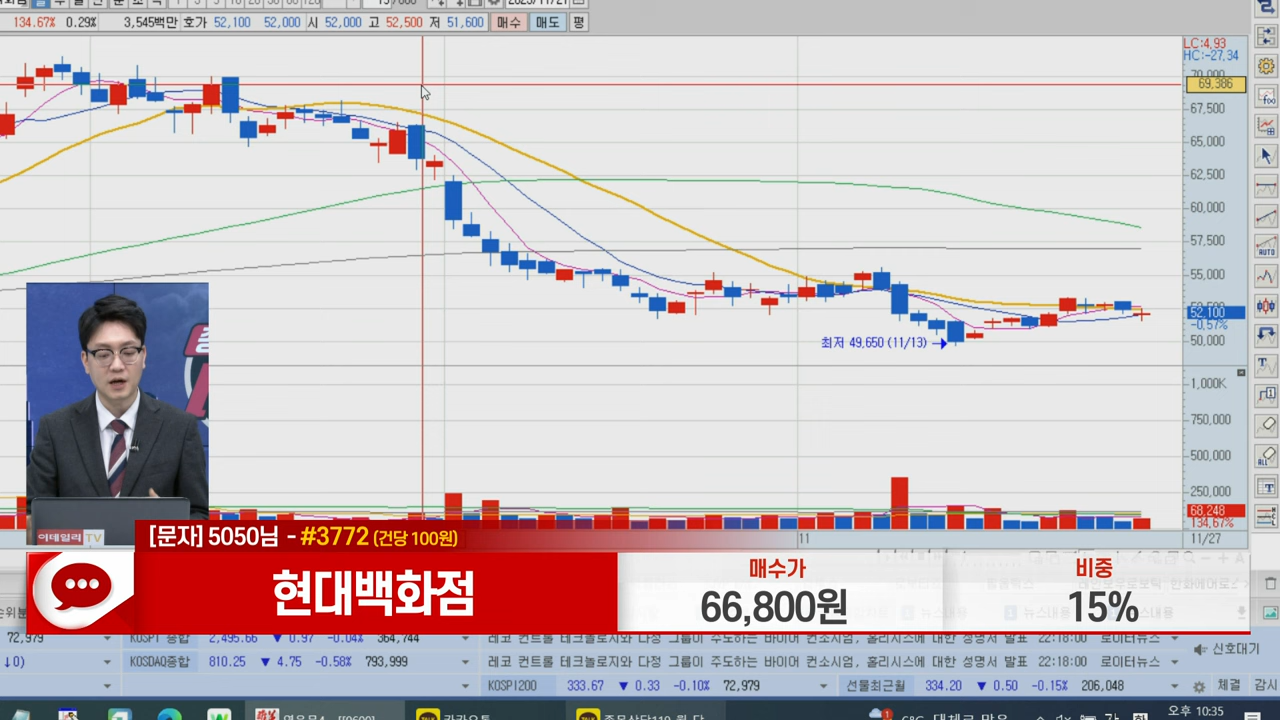 134.67% 0.29% 3,545백만 호가 52,100 52,000 시 52,000 고 52,500 저 51,600 매수 매도 평
LC:4,93
HC:-27,34
70,000
69,386
67,500
65,000
62,500
60,000
57,500
55,000
52,100
-0,57%
50,000
최저 49,650 (11/13)
1,000K
750,000
500,000
250,000
68,248
134,67%
11
11/27
AUTO
ALL
이데일리TV
[문자] 5050님 - #3772 (건당 100원)
현대백화점
매수가
66,800원
비중
15%
72,979 KOSPI 종합 2,495.66 ▼ 0.97 -0.04% 364,744 레코 컨트롤 테크놀로지와 다정 그룹이 주도하는 바이어 컨소시엄, 홀리시스에 대한 성명서 발표 22:18:00 로이터뉴스
신호대기
↓0) KOSDAQ종합 810.25 ▼ 4.75 -0.58% 793,999 레코 컨트롤 테크놀로지와 다정 그룹이 주도하는 바이어 컨소시엄, 홀리시스에 대한 성명서 발표 22:18:00 로이터뉴스
KOSPI200 333.67 ▼ 0.33 -0.10% 72,979 선물최근월 334.20 ▼ 0.50 -0.15% 206,048 체결 감시
오후 10:35